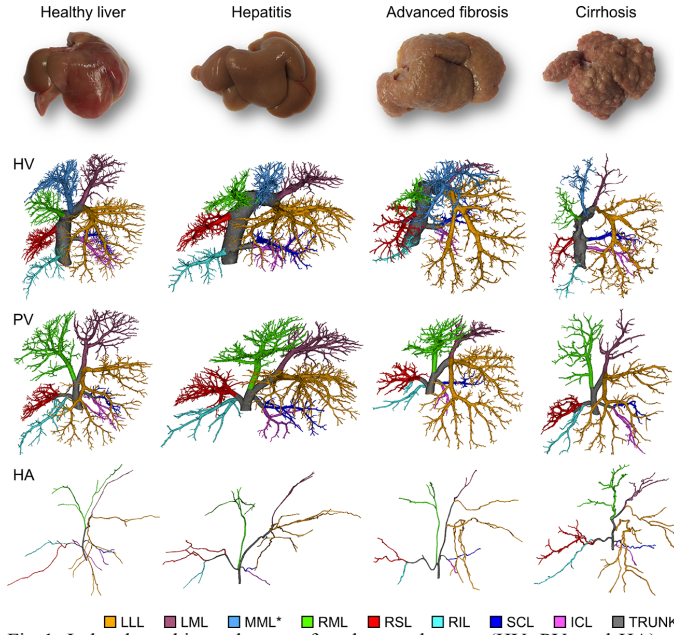 Healthy liver Hepatitis Advanced fibrosis Cirrhosis
HV
PV
HA
LLL LML MML* RML RSL RIL SCL ICL TRUNK